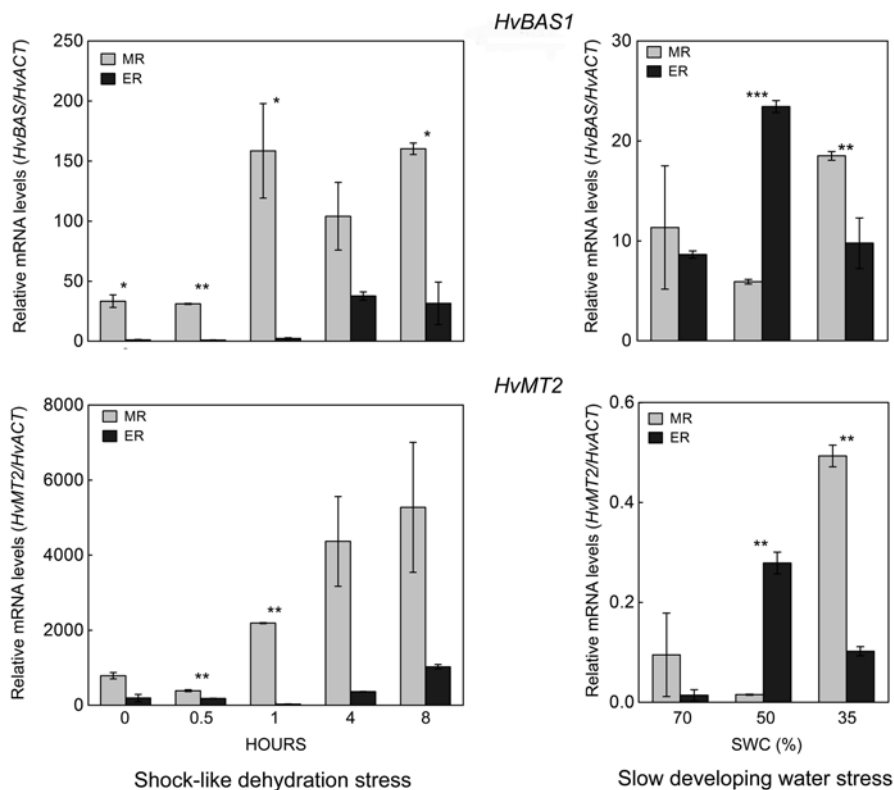 HvBAS1
Relative mRNA levels (HvBAS/HvACT)
250
200
150
100
50
0
MR
ER
*
**
*
*
Relative mRNA levels (HvBAS/HvACT)
30
20
10
0
MR
ER
***
**
HvMT2
Relative mRNA levels (HvMT2/HvACT)
8000
6000
4000
2000
0
MR
ER
**
**
0 0.5 1 4 8
HOURS
Shock-like dehydration stress
Relative mRNA levels (HvMT2/HvACT)
0.6
0.4
0.2
0.0
MR
ER
**
**
70 50 35
SWC (%)
Slow developing water stress